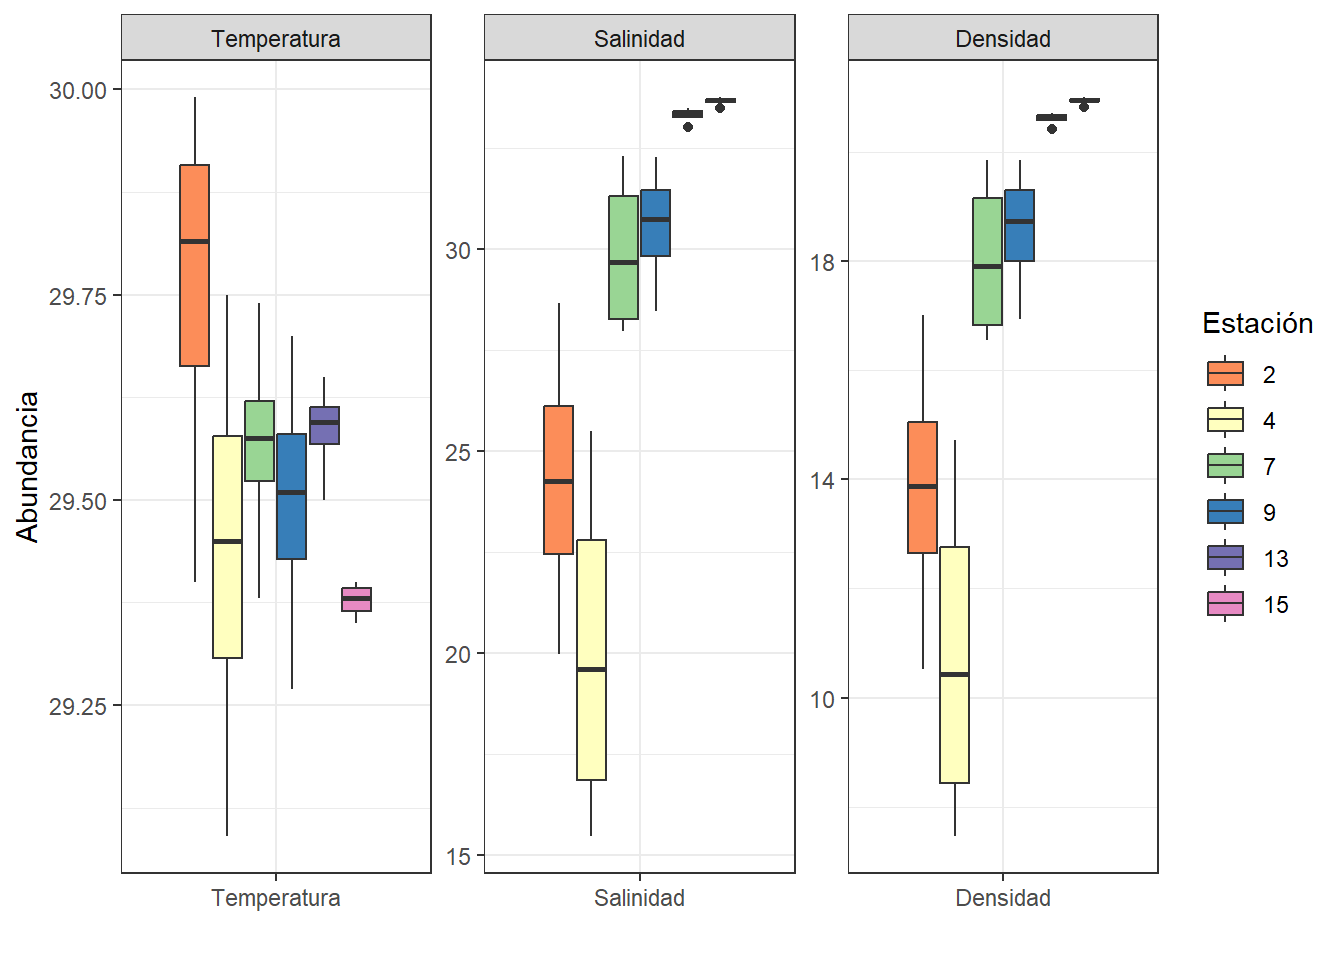 Temperatura
Salinidad
Densidad
Abundancia
30.00
29.75
29.50
29.25
30
25
20
15
18
14
10
Temperatura
Salinidad
Densidad
Estación
2
4
7
9
13
15